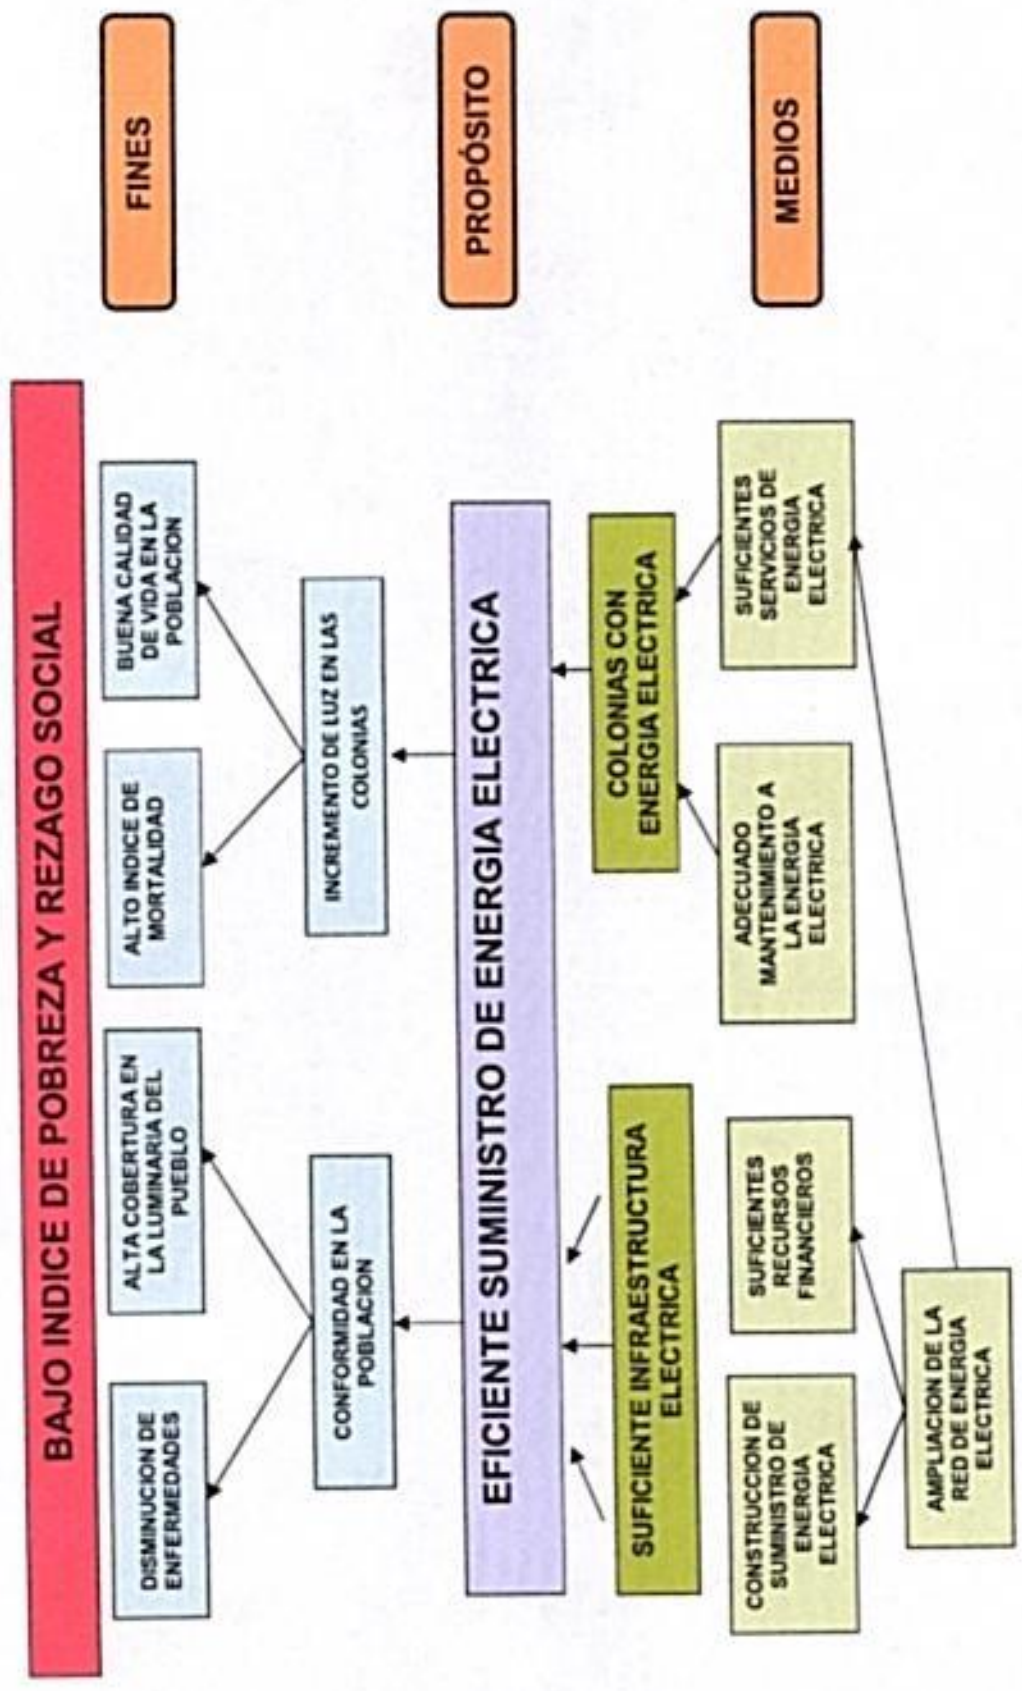 BAJO INDICE DE POBREZA Y REZAGO SOCIAL
DISMINUCION DE
ENFERMEDADES
ALTA COBERTURA EN
LA LUMINARIA DEL
PUEBLO
ALTO INDICE DE
MORTALIDAD
BUENA CALIDAD
DE VIDA EN LA
POBLACION
FINES
CONFORMIDAD EN LA
POBLACION
INCREMENTO DE LUZ EN LAS
COLONIAS
EFICIENTE SUMINISTRO DE ENERGIA ELECTRICA
PROPÓSITO
SUFICIENTE INFRAESTRUCTURA
ELECTRICA
COLONIAS CON
ENERGIA ELECTRICA
CONSTRUCCION DE
SUMINISTRO DE
ENERGIA
ELECTRICA
SUFICIENTES
RECURSOS
FINANCIEROS
ADECUADO
MANTENIMIENTO A
LA ENERGIA
ELECTRICA
SUFICIENTES
SERVICIOS DE
ENERGIA
ELECTRICA
MEDIOS
AMPLIACION DE LA
RED DE ENERGIA
ELECTRICA